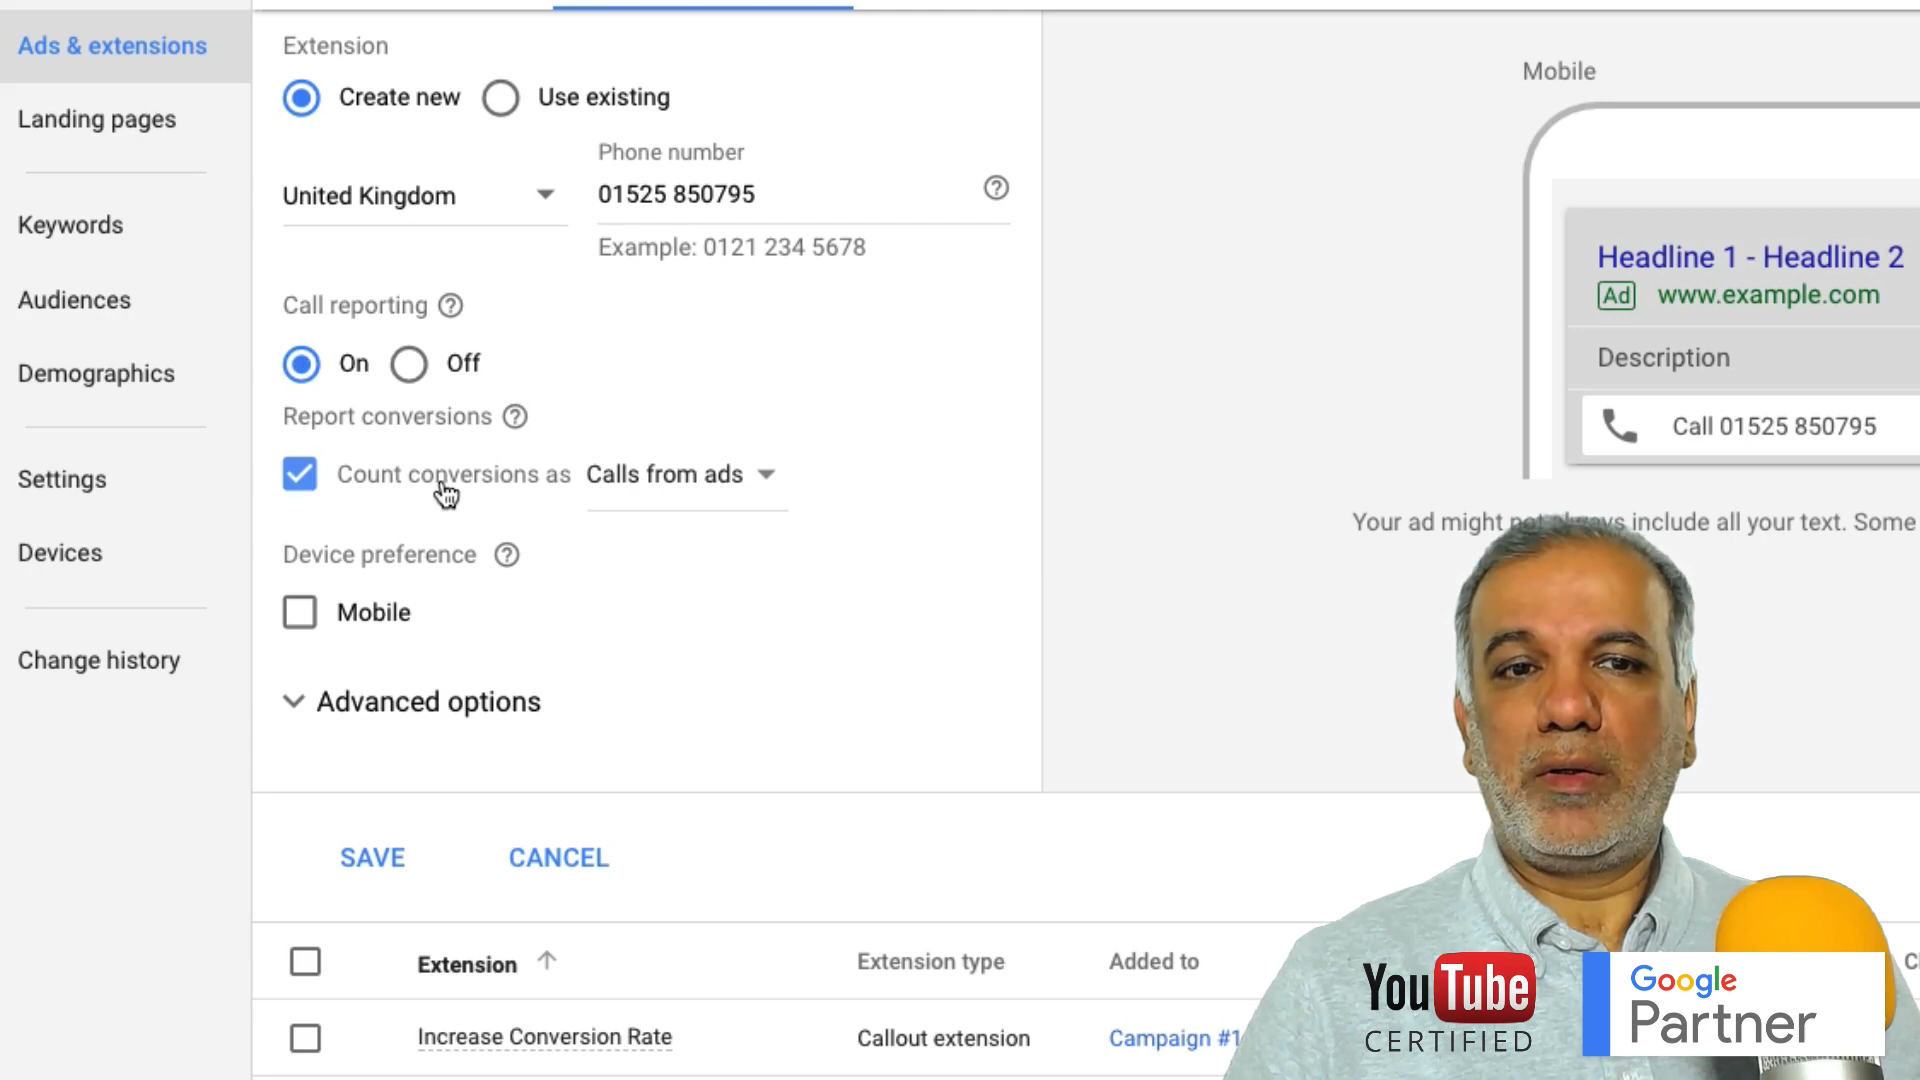 Ads & extensions
Landing pages
Keywords
Audiences
Demographics
Settings
Devices
Change history
Extension
Create new
Use existing
United Kingdom
Phone number
01525 850795
Example: 0121 234 5678
Call reporting
On
Off
Report conversions
Count conversions as
Calls from ads
Device preference
Mobile
Advanced options
SAVE
CANCEL
Mobile
Headline 1 - Headline 2
Ad www.example.com
Description
Call 01525 850795
Your ad might not always include all your text. Some
Extension
Extension type
Added to
Increase Conversion Rate
Callout extension
Campaign #1
YouTube
CERTIFIED
Google
Partner